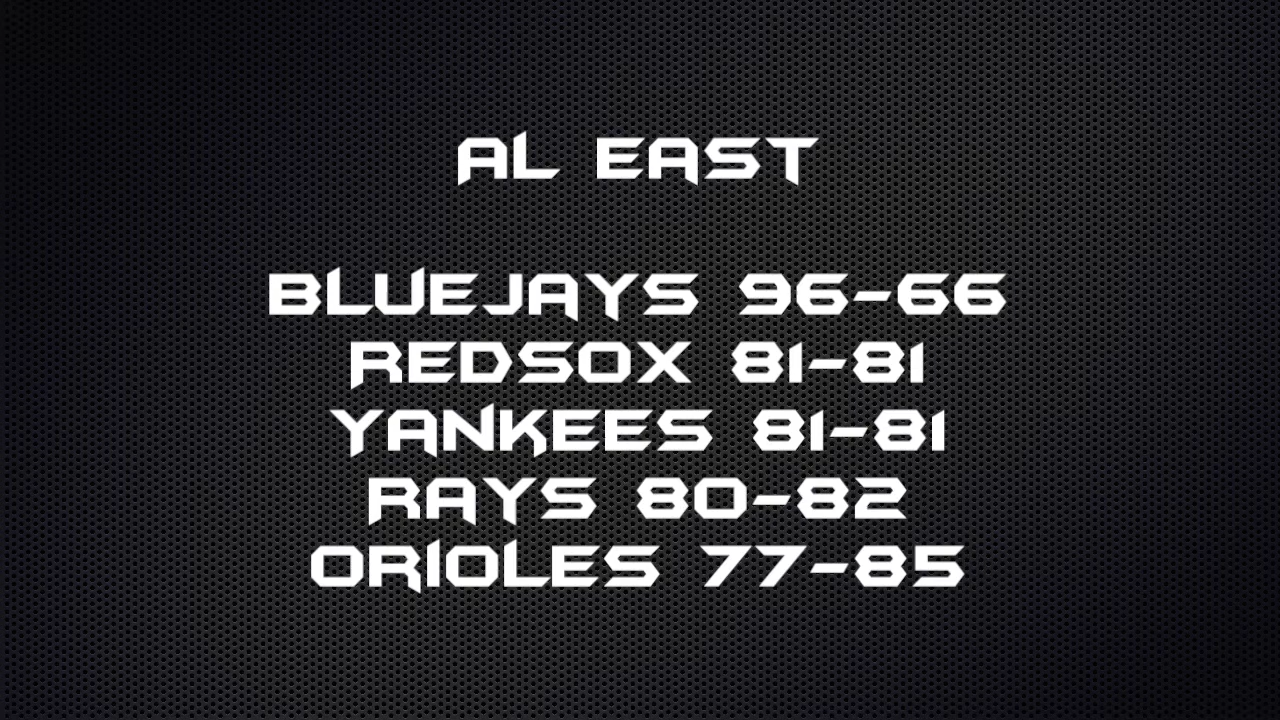 AL EAST
BLUEJAYS 96-66
REDSOX 81-81
YANKEES 81-81
RAYS 80-82
ORIOLES 77-85